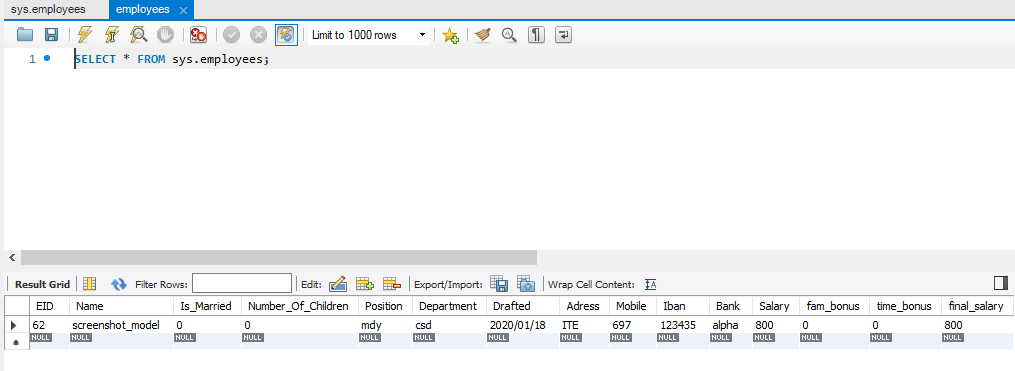 sys.employees employees
Limit to 1000 rows
1 SELECT * FROM sys.employees;
Result Grid Filter Rows: Edit: Export/Import: Wrap Cell Content:
EID Name Is_Married Number_Of_Children Position Department Drafted Adress Mobile Iban Bank Salary fam_bonus time_bonus final_salary
62 screenshot_model 0 0 mdy csd 2020/01/18 ITE 697 123435 alpha 800 0 0 800
NULL NULL NULL NULL NULL NULL NULL NULL NULL NULL NULL NULL NULL NULL NULL